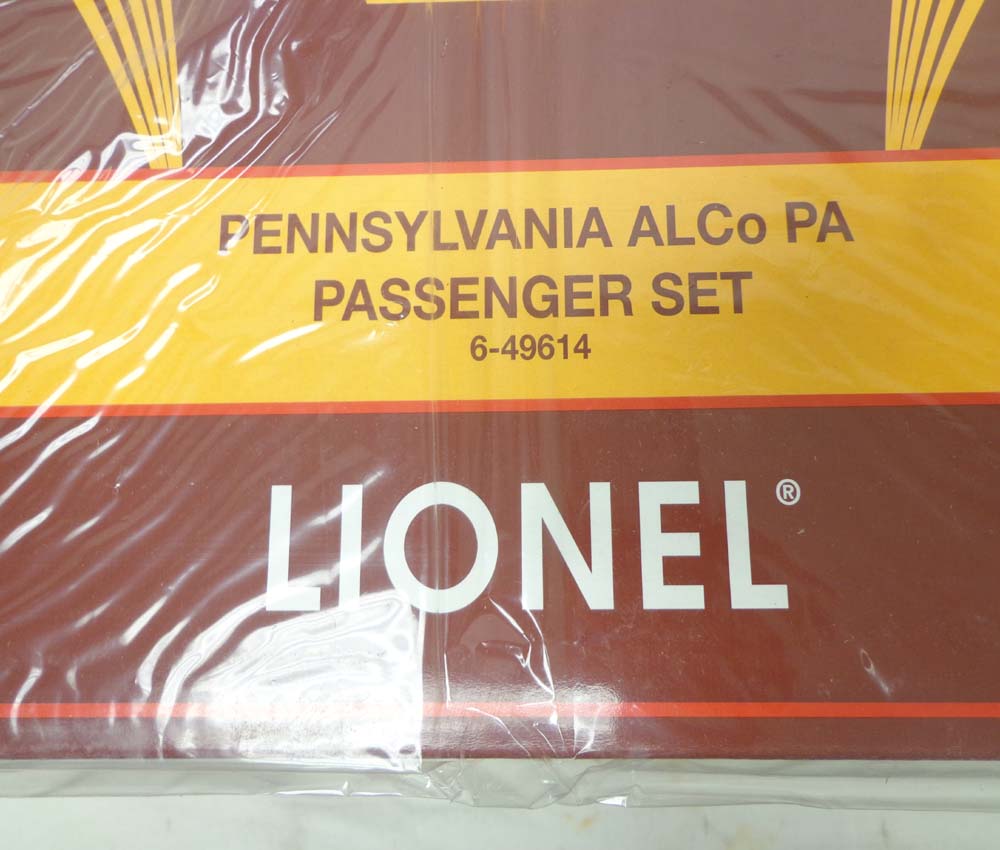 PENNSYLVANIA ALCo PA
PASSENGER SET
6-49614
LIONEL®